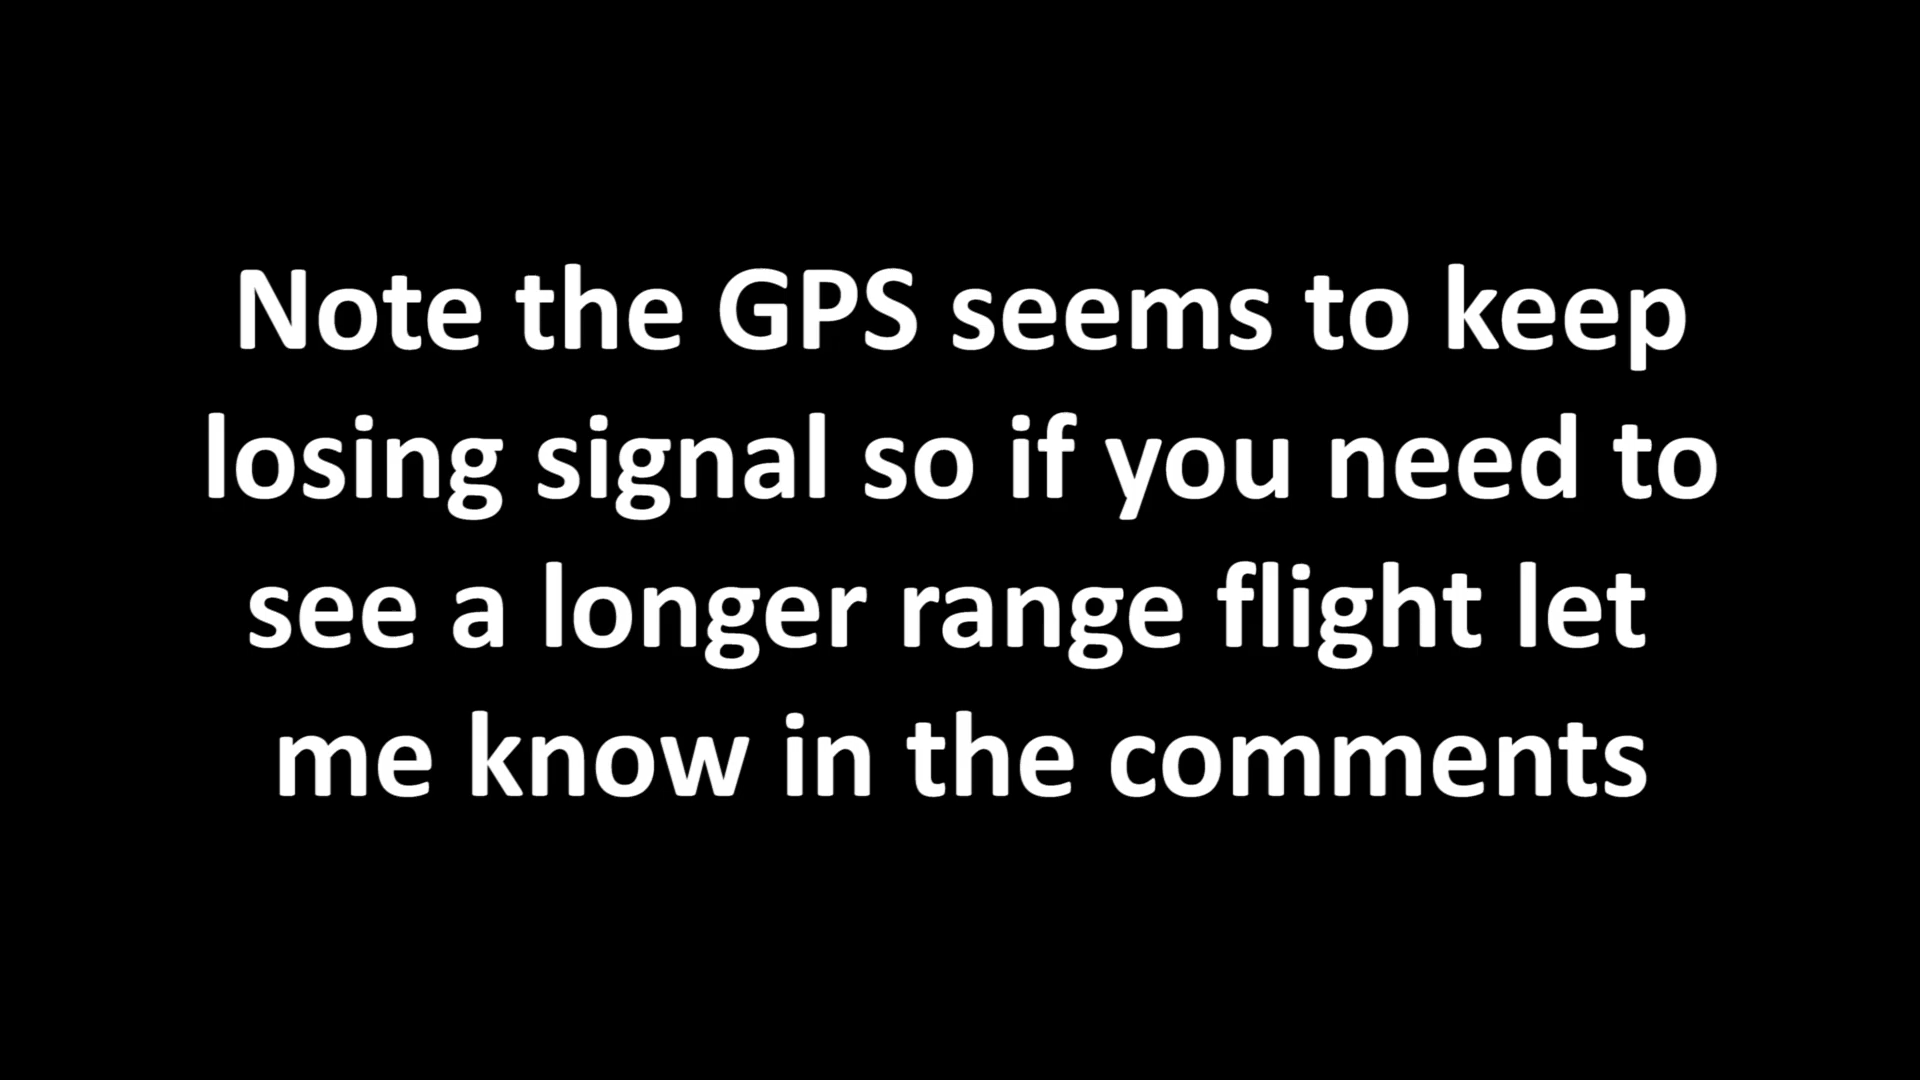 Note the GPS seems to keep
losing signal so if you need to
see a longer range flight let
me know in the comments